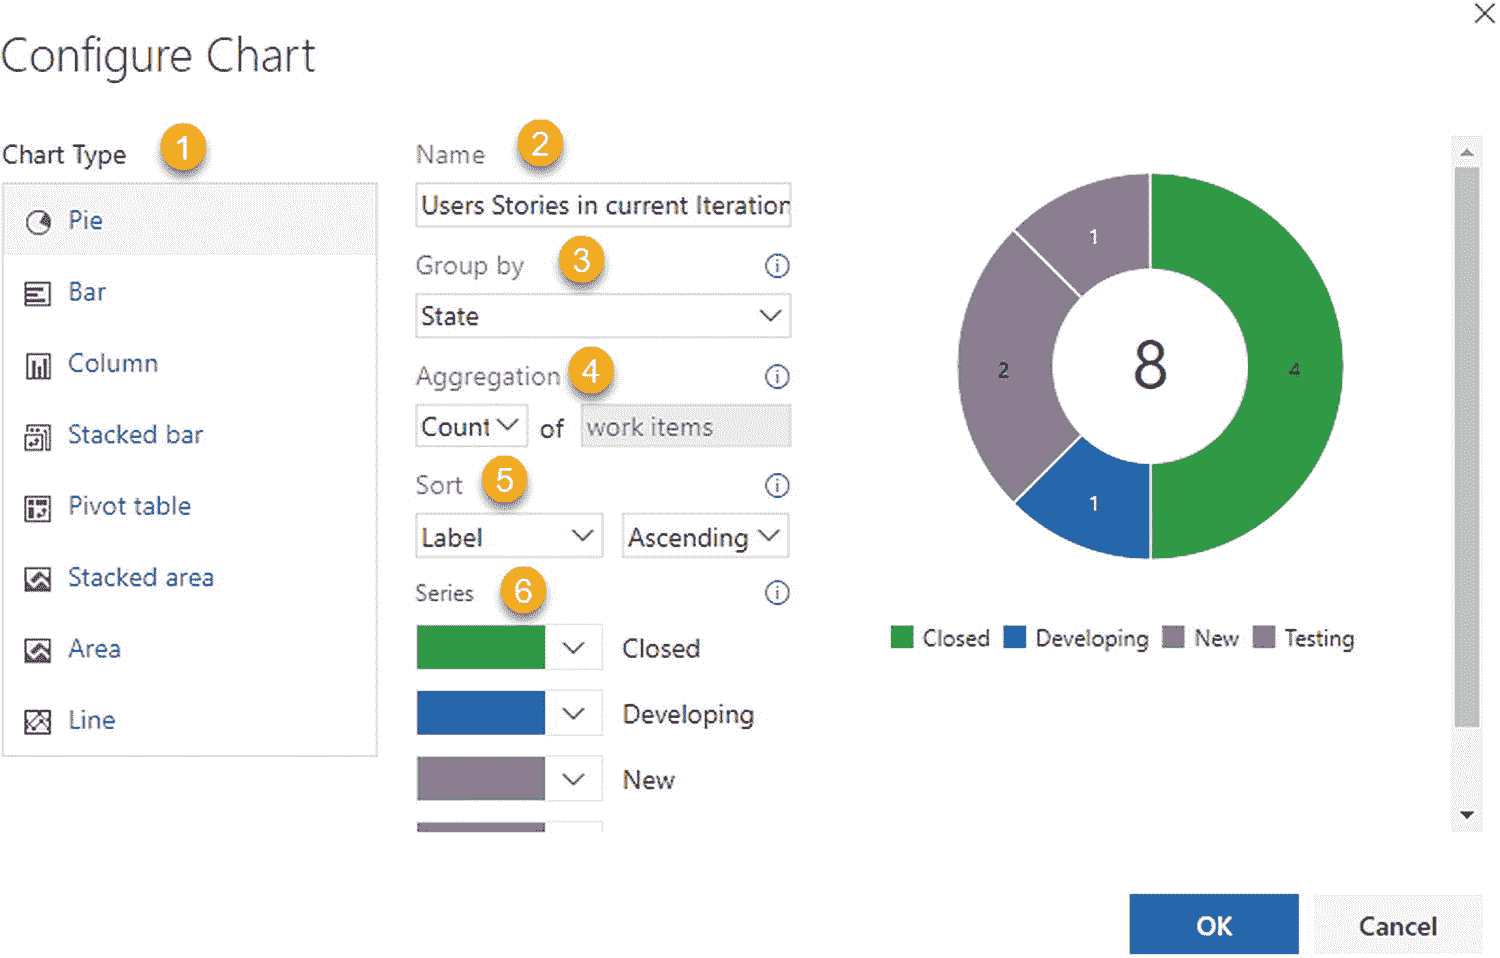 Configure Chart
Chart Type 1
Pie
Bar
Column
Stacked bar
Pivot table
Stacked area
Area
Line
Name 2
Users Stories in current Iteration
Group by 3
State
Aggregation 4
Count of work items
Sort 5
Label Ascending
Series 6
Closed
Developing
New
1
4
2
8
1
Closed Developing New Testing
OK Cancel